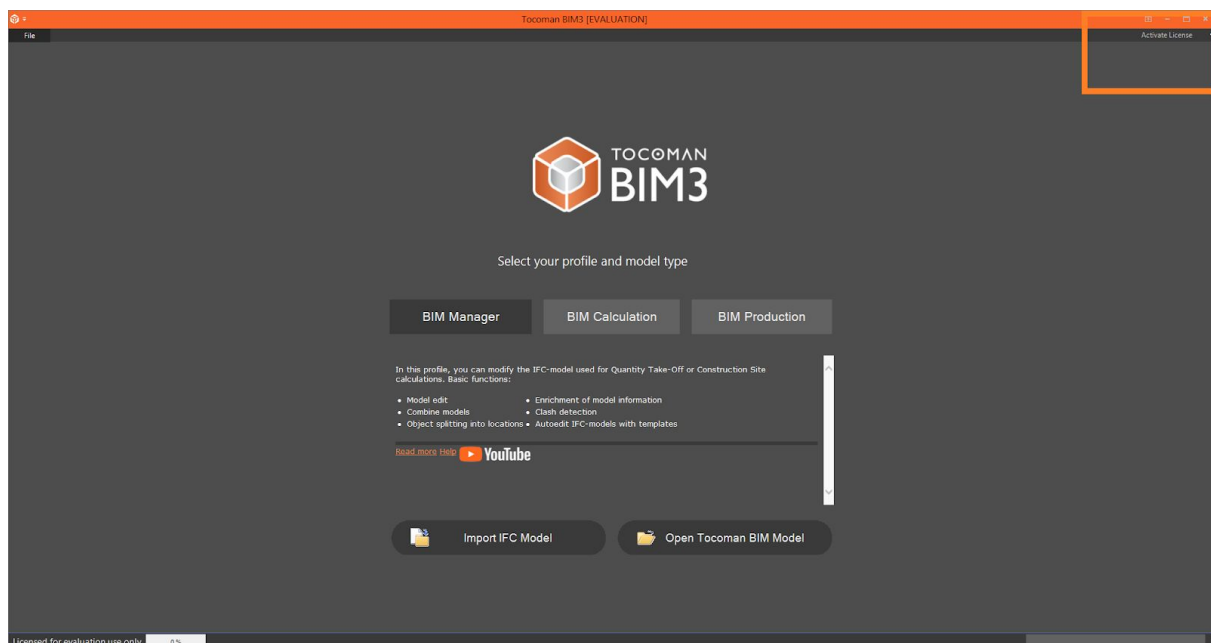 Tocoman BIM3 [EVALUATION]
File
Activate License
TOCOMAN
BIM3
Select your profile and model type
BIM Manager
BIM Calculation
BIM Production
In this profile, you can modify the IFC-model used for Quantity Take-Off or Construction Site
calculations. Basic functions:
• Model edit • Enrichment of model information
• Combine models • Clash detection
• Object splitting into locations • Autoedit IFC-models with templates
Read more Help YouTube
Import IFC Model
Open Tocoman BIM Model
Licensed for evaluation use only 0 %